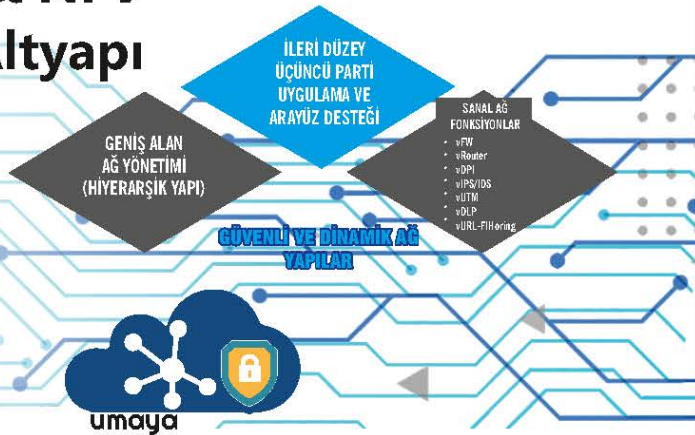 Altyapı
İLERİ DÜZEY
ÜÇÜNCÜ PARTİ
UYGULAMA VE
ARAYÜZ DESTEĞİ
GENİŞ ALAN
AĞ YÖNETİMİ
(HİYERARŞİK YAPI)
SANAL AĞ
FONKSİYONLAR
• vFW
• vRouter
• vDPI
• vIPS/IDS
• vUTM
• vDLP
• vURL-FIHoring
GÜVENLİ VE DİNAMİK AĞ
YAPILAR
umaya